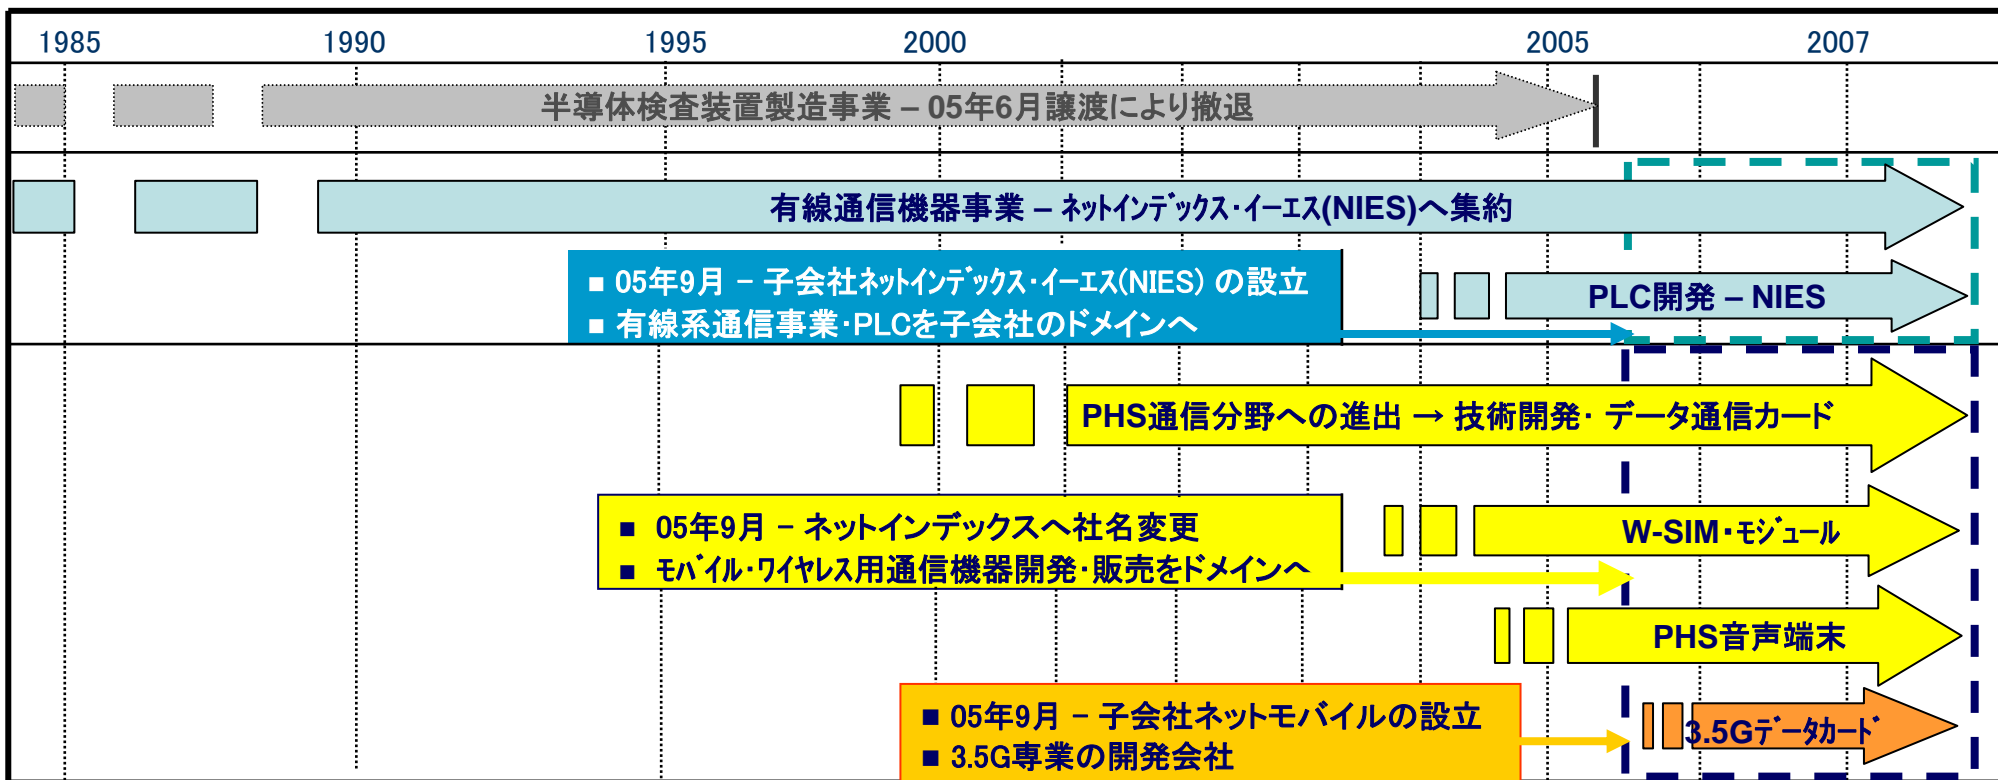 1985 1990 1995 2000 2005 2007
半導体検査装置製造事業 – 05年6月譲渡により撤退
有線通信機器事業 – ネットインデックス・イーエス(NIES)へ集約
■ 05年9月 − 子会社ネットインデックス・イーエス(NIES) の設立
■ 有線系通信事業・PLCを子会社のドメインへ
PLC開発 – NIES
PHS通信分野への進出 → 技術開発・ データ通信カード
■ 05年9月 − ネットインデックスへ社名変更
■ モバイル・ワイヤレス用通信機器開発・販売をドメインへ
W-SIM・モジュール
PHS音声端末
■ 05年9月 − 子会社ネットモバイルの設立
■ 3.5G専業の開発会社
3.5Gデータカード